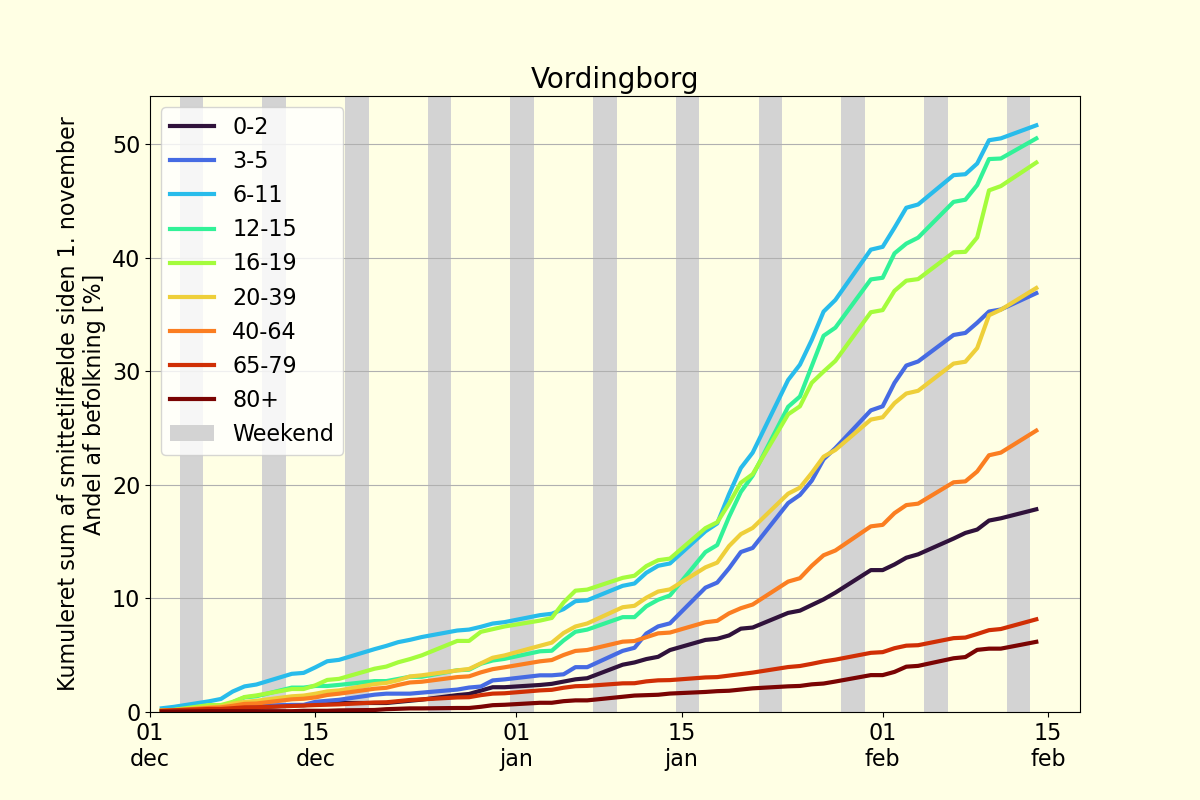 Vordingborg
Kumuleret sum af smittetilfælde siden 1. november
Andel af befolkning [%]
50
40
30
20
10
0
0-2
3-5
6-11
12-15
16-19
20-39
40-64
65-79
80+
Weekend
01 dec
15 dec
01 jan
15 jan
01 feb
15 feb